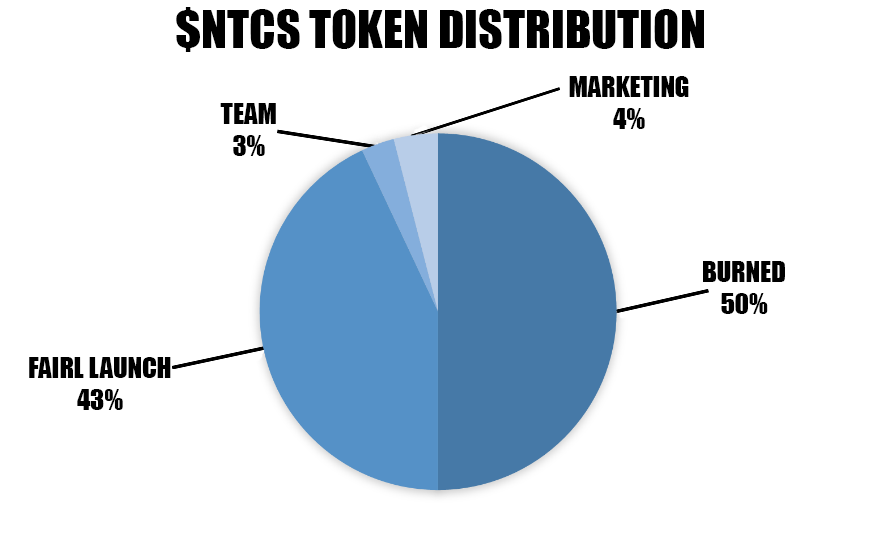 $NTCS TOKEN DISTRIBUTION
MARKETING
4%
TEAM
3%
BURNED
50%
FAIRL LAUNCH
43%